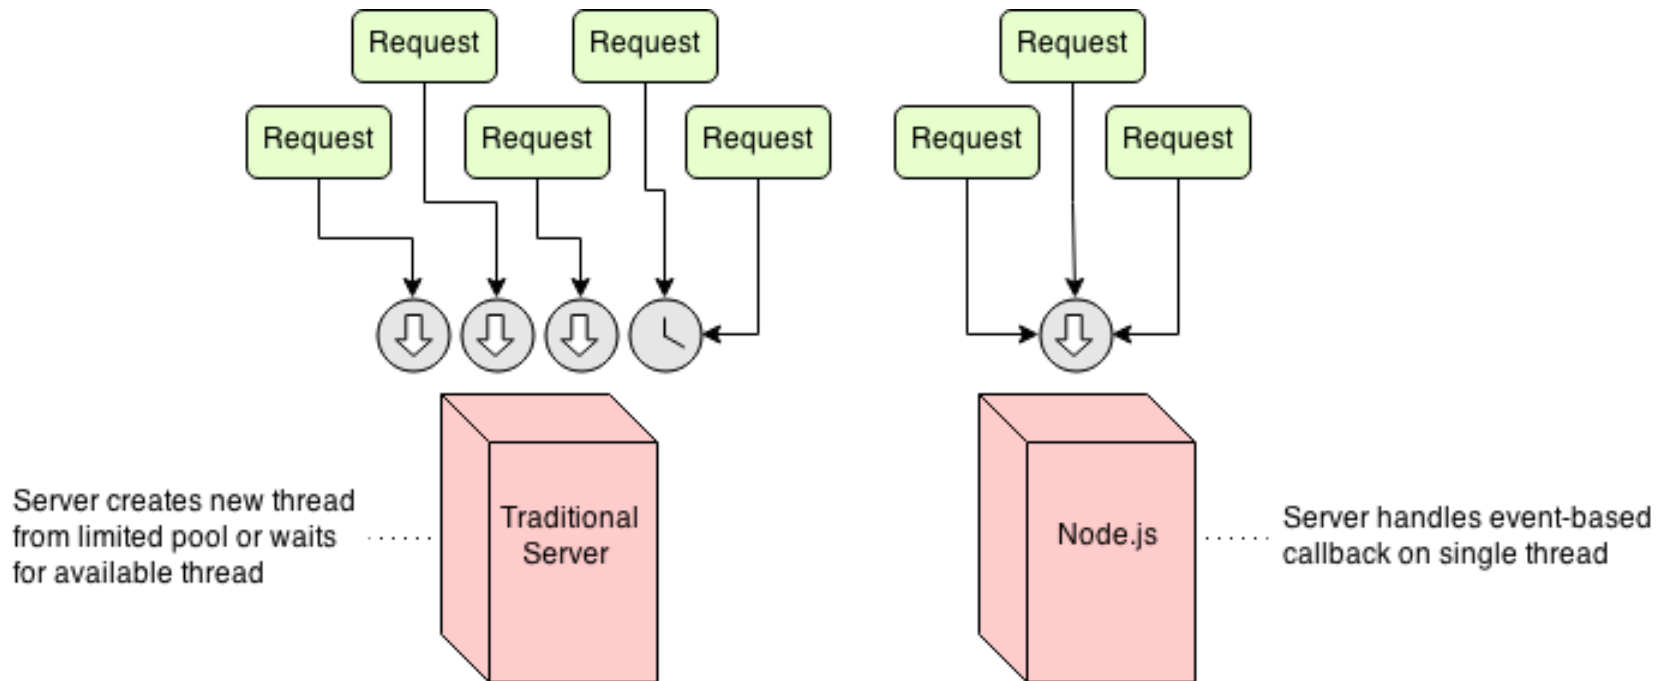 Request
Request
Request
Request
Request
Request
Request
Request
Server creates new thread
from limited pool or waits
for available thread
Traditional
Server
Node.js
Server handles event-based
callback on single thread